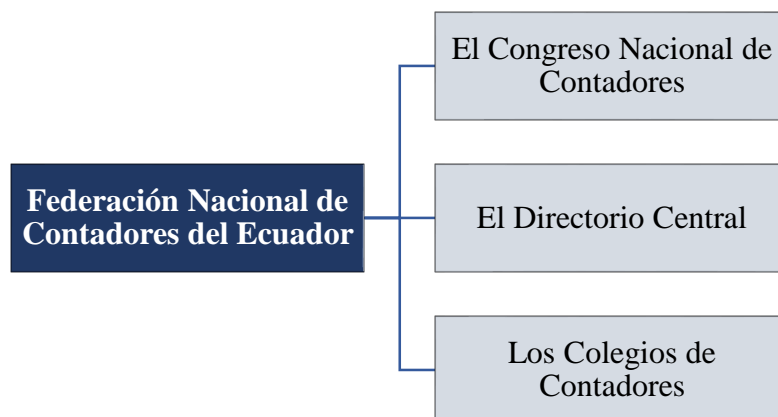 El Congreso Nacional de
Contadores
Federación Nacional de
Contadores del Ecuador
El Directorio Central
Los Colegios de
Contadores